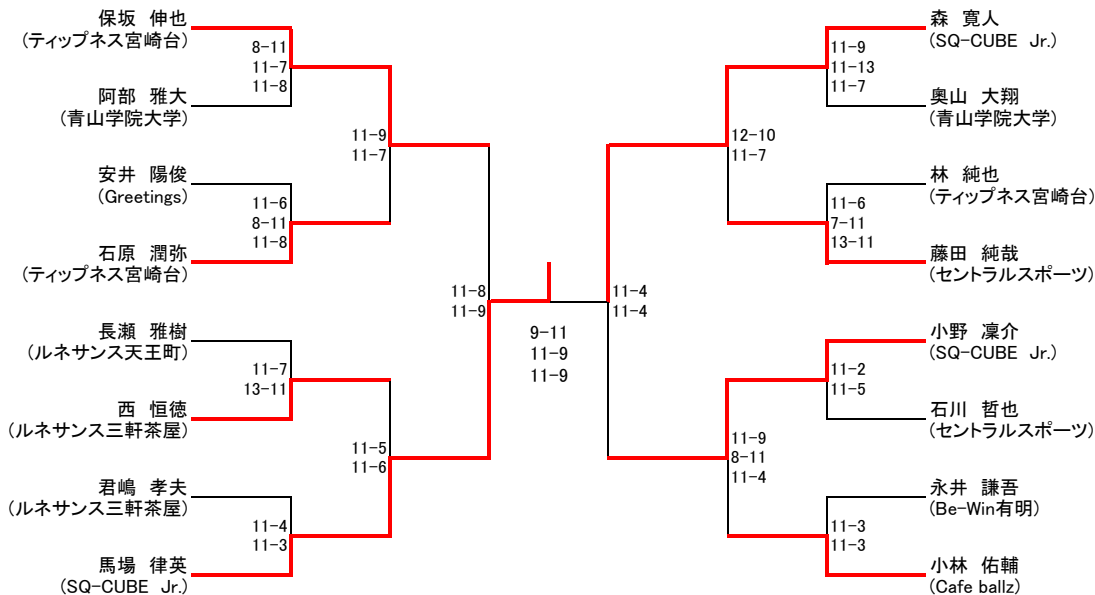 保坂 伸也
(ティップネス宮崎台)
8-11
11-7
11-8
阿部 雅大
(青山学院大学)
11-9
11-7
安井 陽俊
(Greetings)
11-6
8-11
11-8
石原 潤弥
(ティップネス宮崎台)
11-8
11-9
長瀬 雅樹
(ルネサンス天王町)
11-7
13-11
西 恒徳
(ルネサンス三軒茶屋)
11-5
11-6
君嶋 孝夫
(ルネサンス三軒茶屋)
11-4
11-3
馬場 律英
(SQ-CUBE Jr.)
9-11
11-9
11-9
森 寛人
(SQ-CUBE Jr.)
11-9
11-13
11-7
奥山 大翔
(青山学院大学)
12-10
11-7
林 純也
(ティップネス宮崎台)
11-6
7-11
13-11
藤田 純哉
(セントラルスポーツ)
11-4
11-4
小野 凜介
(SQ-CUBE Jr.)
11-2
11-5
石川 哲也
(セントラルスポーツ)
11-9
8-11
11-4
永井 謙吾
(Be-Win有明)
11-3
11-3
小林 佑輔
(Cafe ballz)